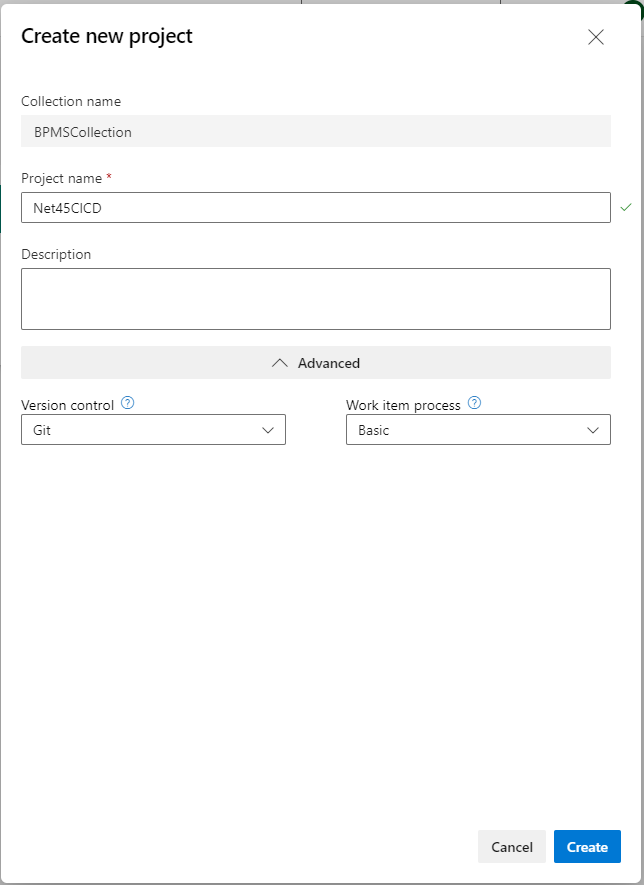 Create new project
Collection name
BPMSCollection
Project name *
Net45CICD
Description
Advanced
Version control ?
Work item process ?
Git
Basic
Cancel
Create